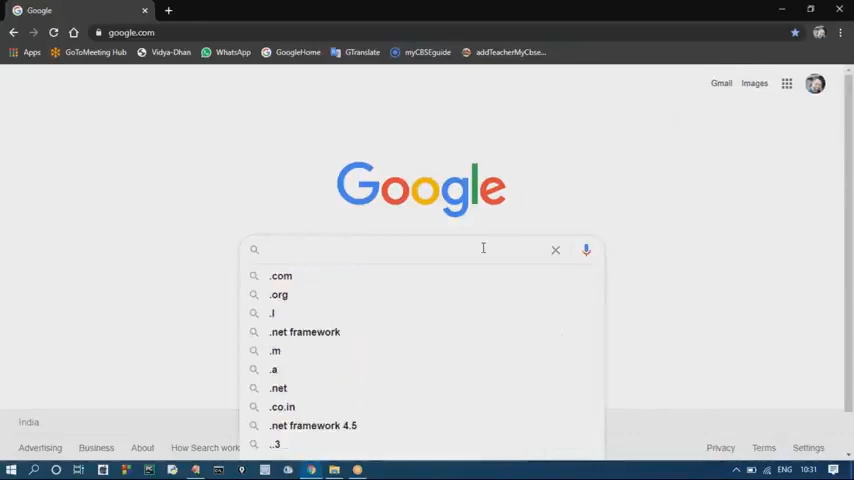 Google
google.com
Apps GoToMeeting Hub Vidya-Dhan WhatsApp GoogleHome GTranslate myCBSEguide addTeacherMyCbse...
Gmail Images
Google
.com
.org
.l
.net framework
.m
.a
.net
.co.in
.net framework 4.5
..3
India
Advertising Business About How Search work Privacy Terms Settings
ENG 10:31